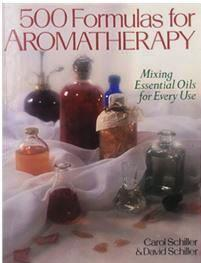 500 Formulas for
AROMATHERAPY
Mixing
Essential Oils
for Every Use
Carol Schiller
& David Schiller